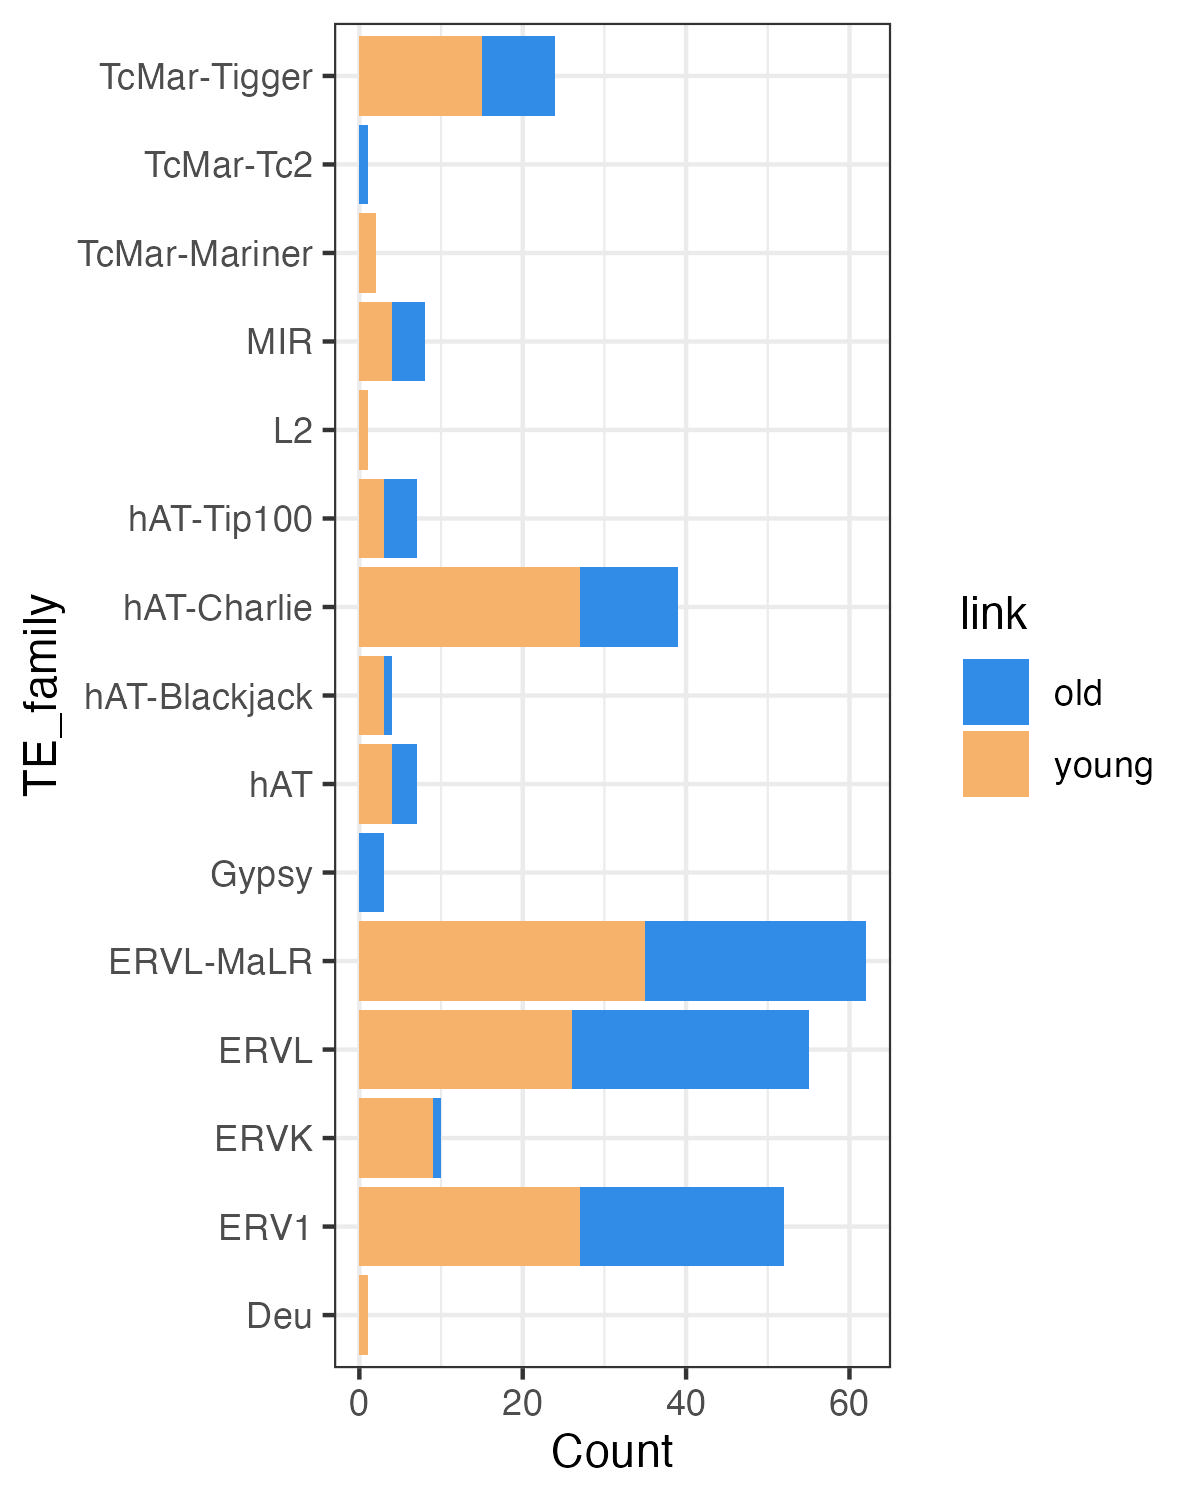 TcMar-Tigger
TcMar-Tc2
TcMar-Mariner
MIR
L2
hAT-Tip100
hAT-Charlie
hAT-Blackjack
hAT
Gypsy
ERVL-MaLR
ERVL
ERVK
ERV1
Deu
TE_family
0 20 40 60
Count
link
old
young